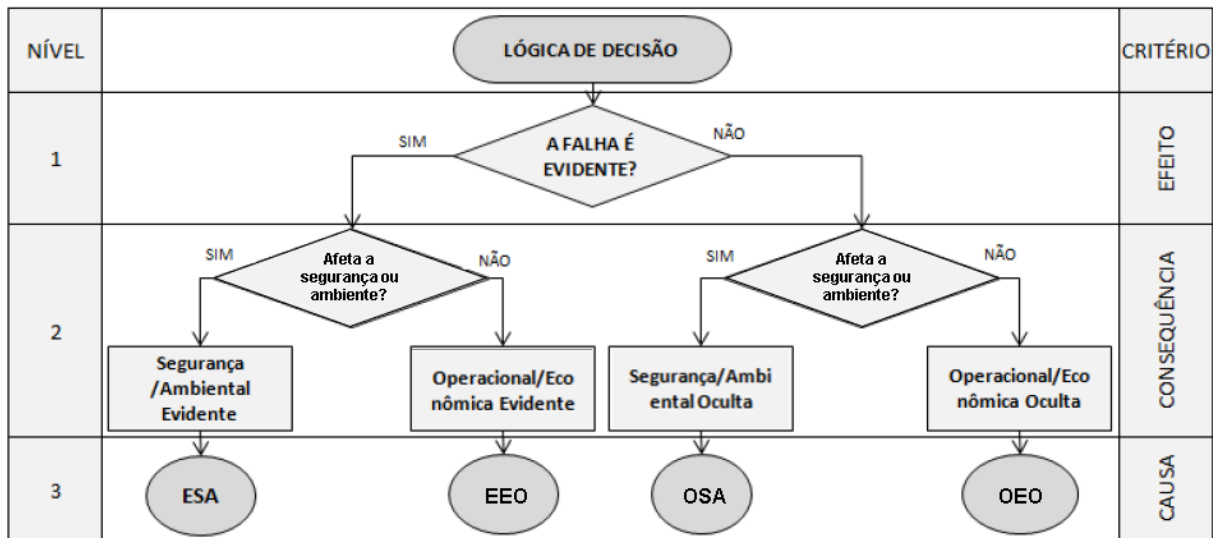 NÍVEL
LÓGICA DE DECISÃO
CRITÉRIO
1
SIM
A FALHA É
EVIDENTE?
NÃO
EFEITO
2
SIM
Afeta a
segurança ou
ambiente?
NÃO
SIM
Afeta a
segurança ou
ambiente?
NÃO
Segurança
/Ambiental
Evidente
Operacional/Eco
nômica Evidente
Segurança/Ambi
ental Oculta
Operacional/Eco
nômica Oculta
CONSEQUÊNCIA
3
ESA
EEO
OSA
OEO
CAUSA